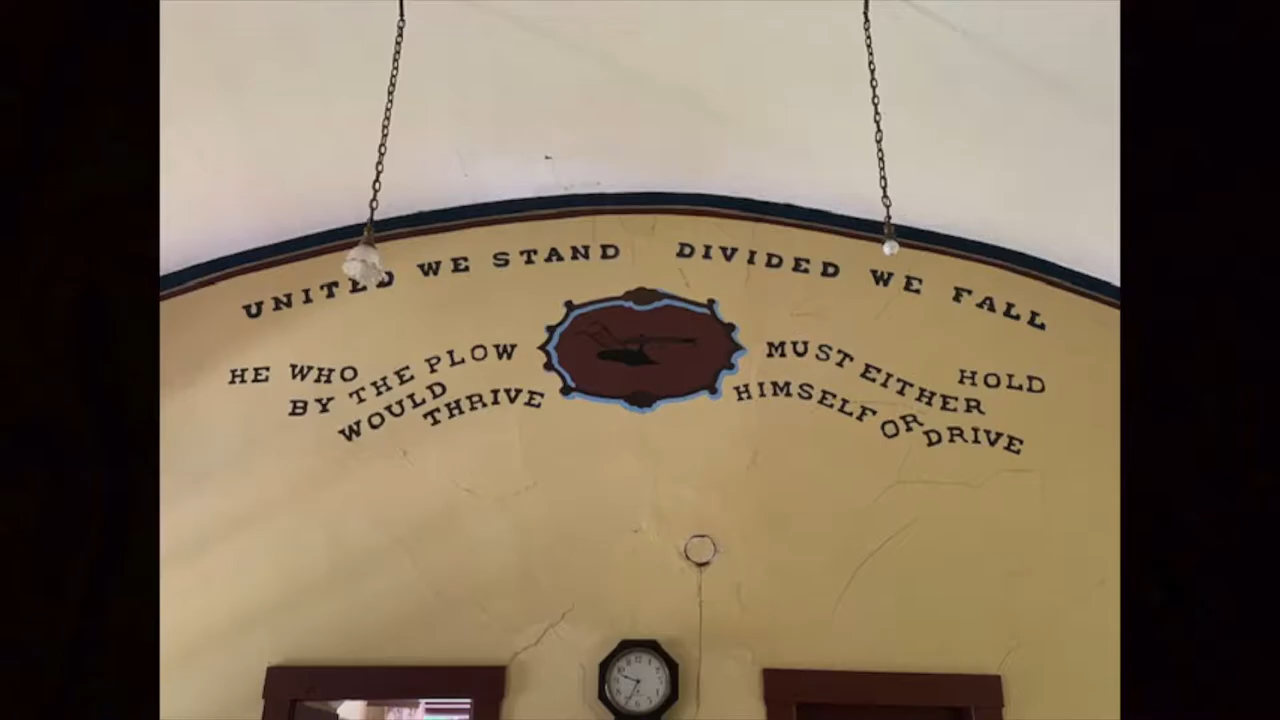 UNITED WE STAND DIVIDED WE FALL
HE WHO
BY THE PLOW
WOULD
THRIVE
MUST EITHER
HOLD
HIMSELF OR DRIVE